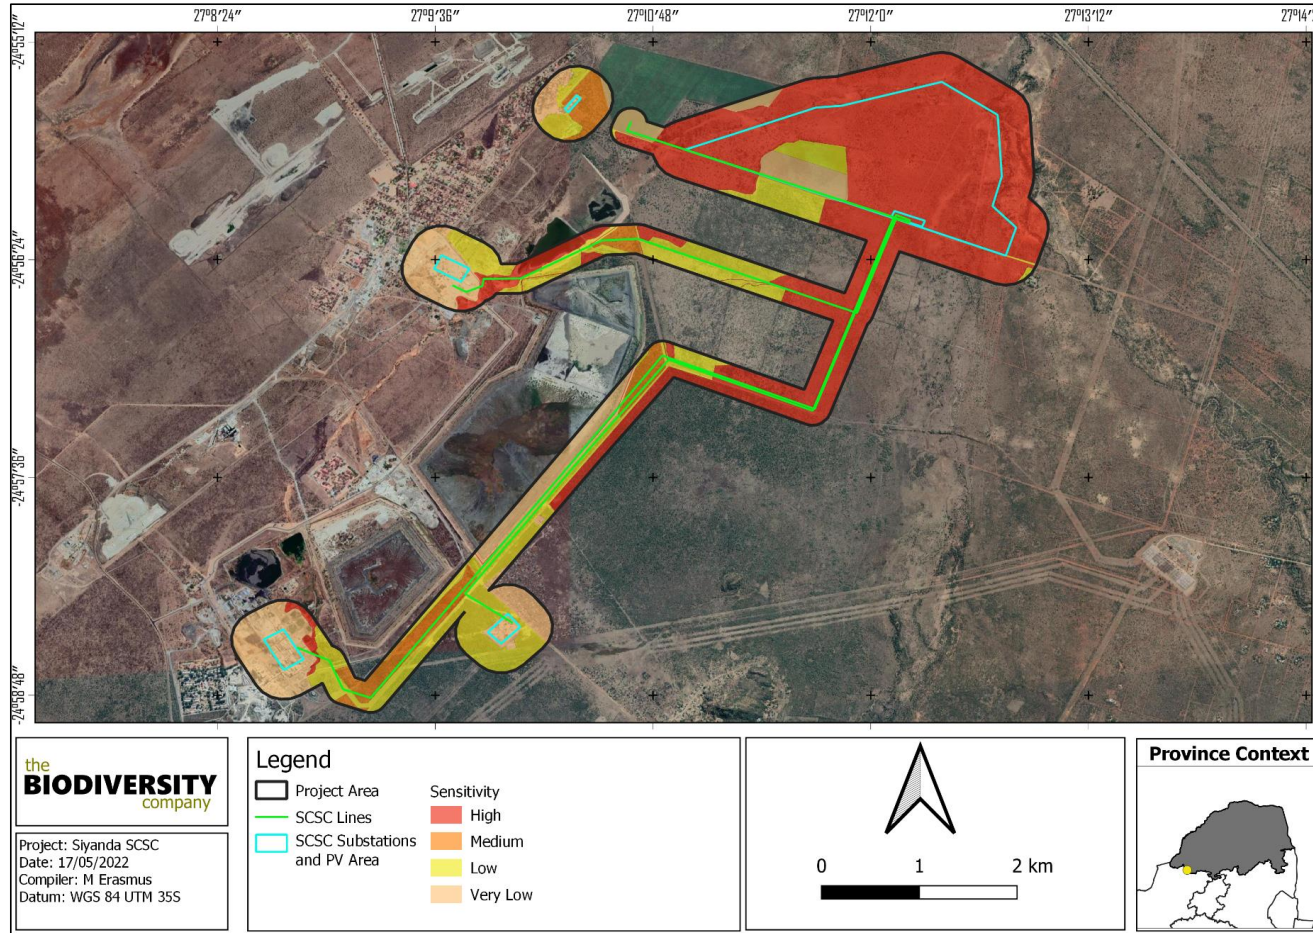 27°8'24" 27°9'36" 27°10'48" 27°12'0" 27°13'12"
-24°55'12"
-24°56'24"
-24°57'36"
-24°58'48"
the
BIODIVERSITY
company
Project: Siyanda SCSC
Date: 17/05/2022
Compiler: M Erasmus
Datum: WGS 84 UTM 35S
Legend
Project Area
SCSC Lines
SCSC Substations
and PV Area
Sensitivity
High
Medium
Low
Very Low
0 1 2 km
Province Context